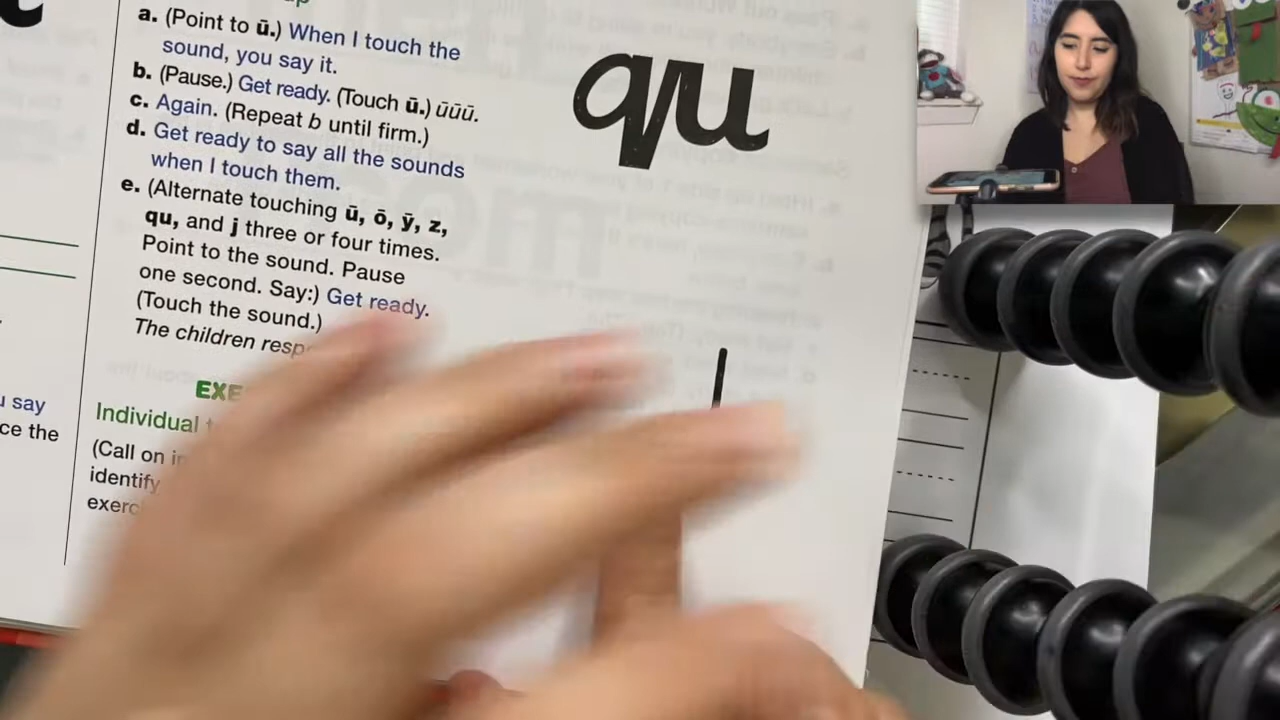 a. (Point to ū.) When I touch the
sound, you say it.
b. (Pause.) Get ready. (Touch ū.) ūūū.
c. Again. (Repeat b until firm.)
d. Get ready to say all the sounds
when I touch them.
e. (Alternate touching ū, ō, ȳ, z,
qu, and j three or four times.
Point to the sound. Pause
one second. Say:) Get ready.
(Touch the sound.)
The children
Individual
(Call on
identify
say
the
qu